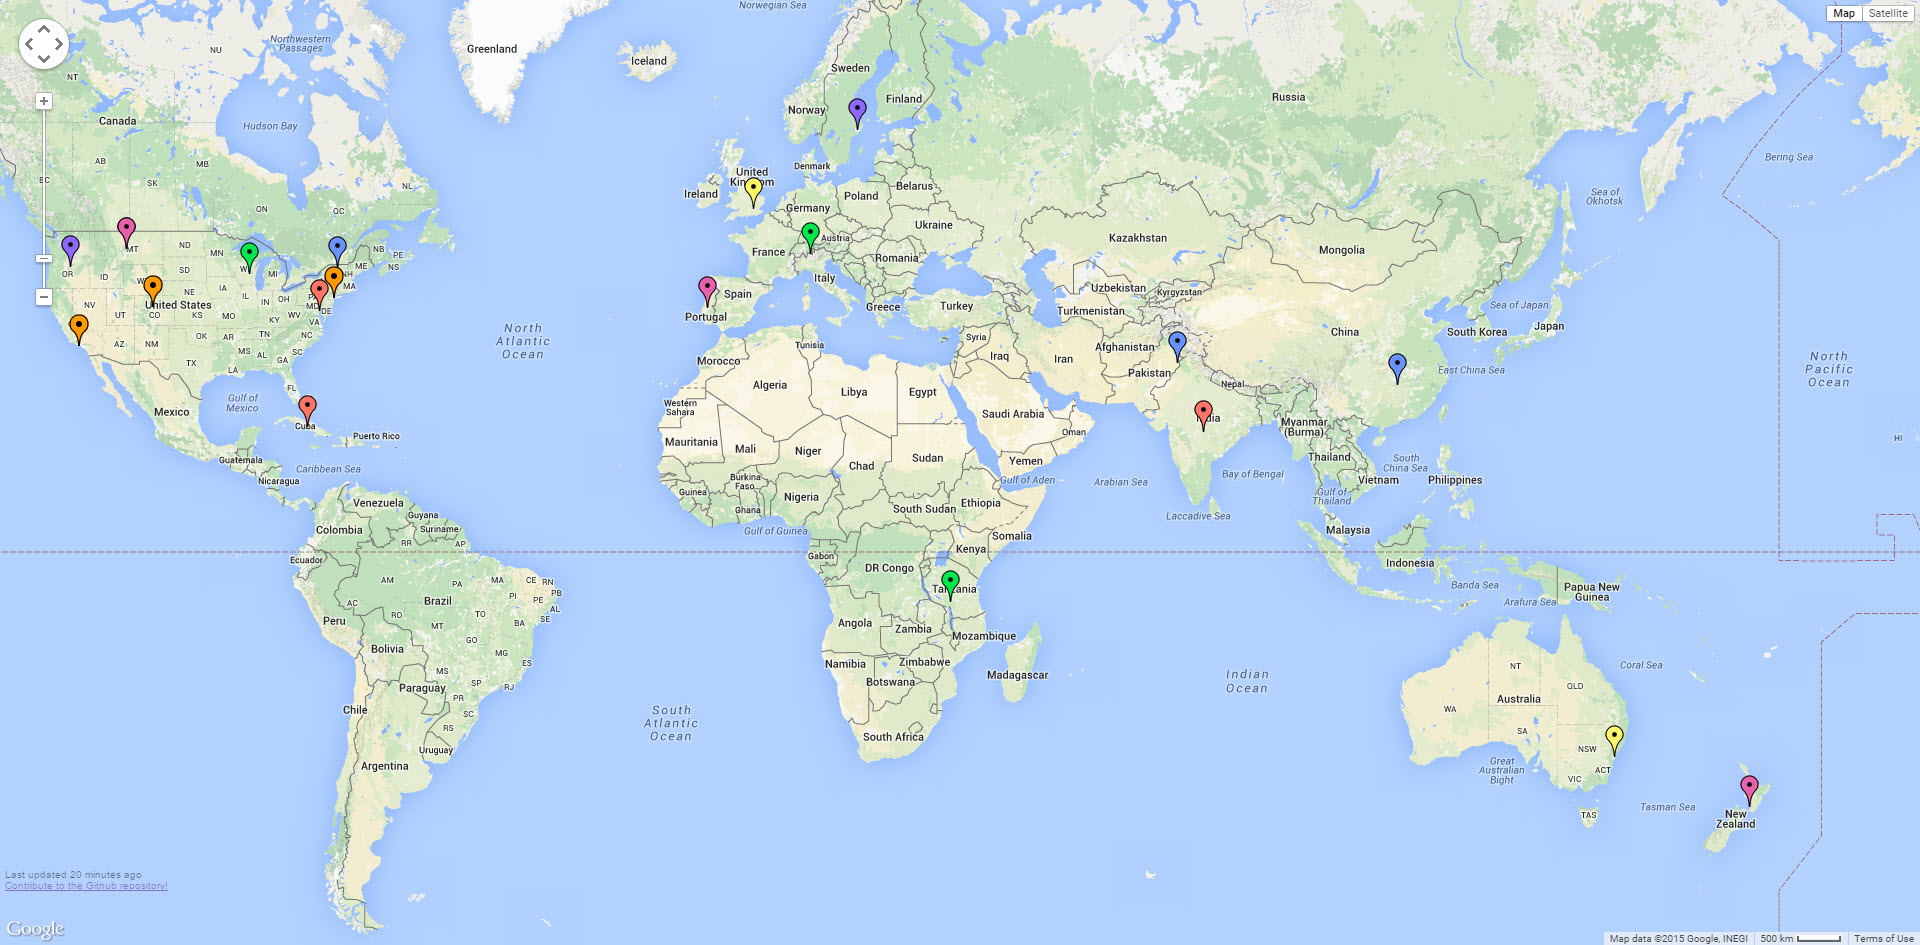 Norwegian Sea
Map
Satellite
Greenland
Northwestern
Passages
NU
NT
Iceland
Sweden
Finland
Norway
Russia
Canada
Hudson Bay
Bering Sea
AB
MB
SK
BC
NL
ON
QC
Denmark
United
Kingdom
Ireland
Poland
Belarus
Germany
Ukraine
Sea of
Okhotsk
Kazakhstan
Mongolia
France
Austria
Romania
Italy
MT
MN
ND
SD
WI
MI
NB
PE
NS
ME
NH
MA
OR
ID
NE
IA
United States
NV
UT
CO
KS
MO
IL
IN
OH
WV
KY
VA
MD
DE
PA
AZ
NM
OK
AR
TN
NC
SC
MS
AL
GA
TX
LA
FL
Spain
Portugal
Greece
Turkey
Uzbekistan
Kyrgyzstan
Turkmenistan
China
Sea of Japan
South Korea
Japan
North
Atlantic
Ocean
North
Pacific
Ocean
Tunisia
Morocco
Syria
Iraq
Iran
Afghanistan
Pakistan
Nepal
East China Sea
Algeria
Libya
Egypt
Western
Sahara
Saudi Arabia
Oman
India
Myanmar
(Burma)
Gulf of
Mexico
Mexico
Cuba
Puerto Rico
HI
Mauritania
Mali
Niger
Chad
Sudan
Yemen
Gulf of Aden
Arabian Sea
Bay of Bengal
Thailand
South
China Sea
Vietnam
Philippines
Gulf of
Thailand
Guatemala
Caribbean Sea
Nicaragua
Guinea
Burkina
Faso
Ghana
Nigeria
South Sudan
Ethiopia
Gulf of Guinea
Somalia
Laccadive Sea
Malaysia
Venezuela
Guyana
Suriname
Colombia
RR
AP
Ecuador
Gabon
Kenya
DR Congo
Tanzania
Indonesia
Banda Sea
Papua New
Guinea
Arafura Sea
AM
PA
MA
CE
RN
PB
PI
PE
AL
SE
AC
RO
TO
BA
Brazil
Peru
MT
GO
MG
Bolivia
ES
MS
SP
RJ
Paraguay
PR
SC
RS
Chile
Uruguay
Argentina
Angola
Zambia
Mozambique
Namibia
Zimbabwe
Botswana
Madagascar
South Africa
South
Atlantic
Ocean
Indian
Ocean
Coral Sea
NT
QLD
WA
Australia
SA
NSW
ACT
VIC
TAS
Great
Australian
Bight
Tasman Sea
New
Zealand
Last updated 20 minutes ago
Contribute to the Github repository!
Google
Map data ©2015 Google, INEGI
500 km
Terms of Use